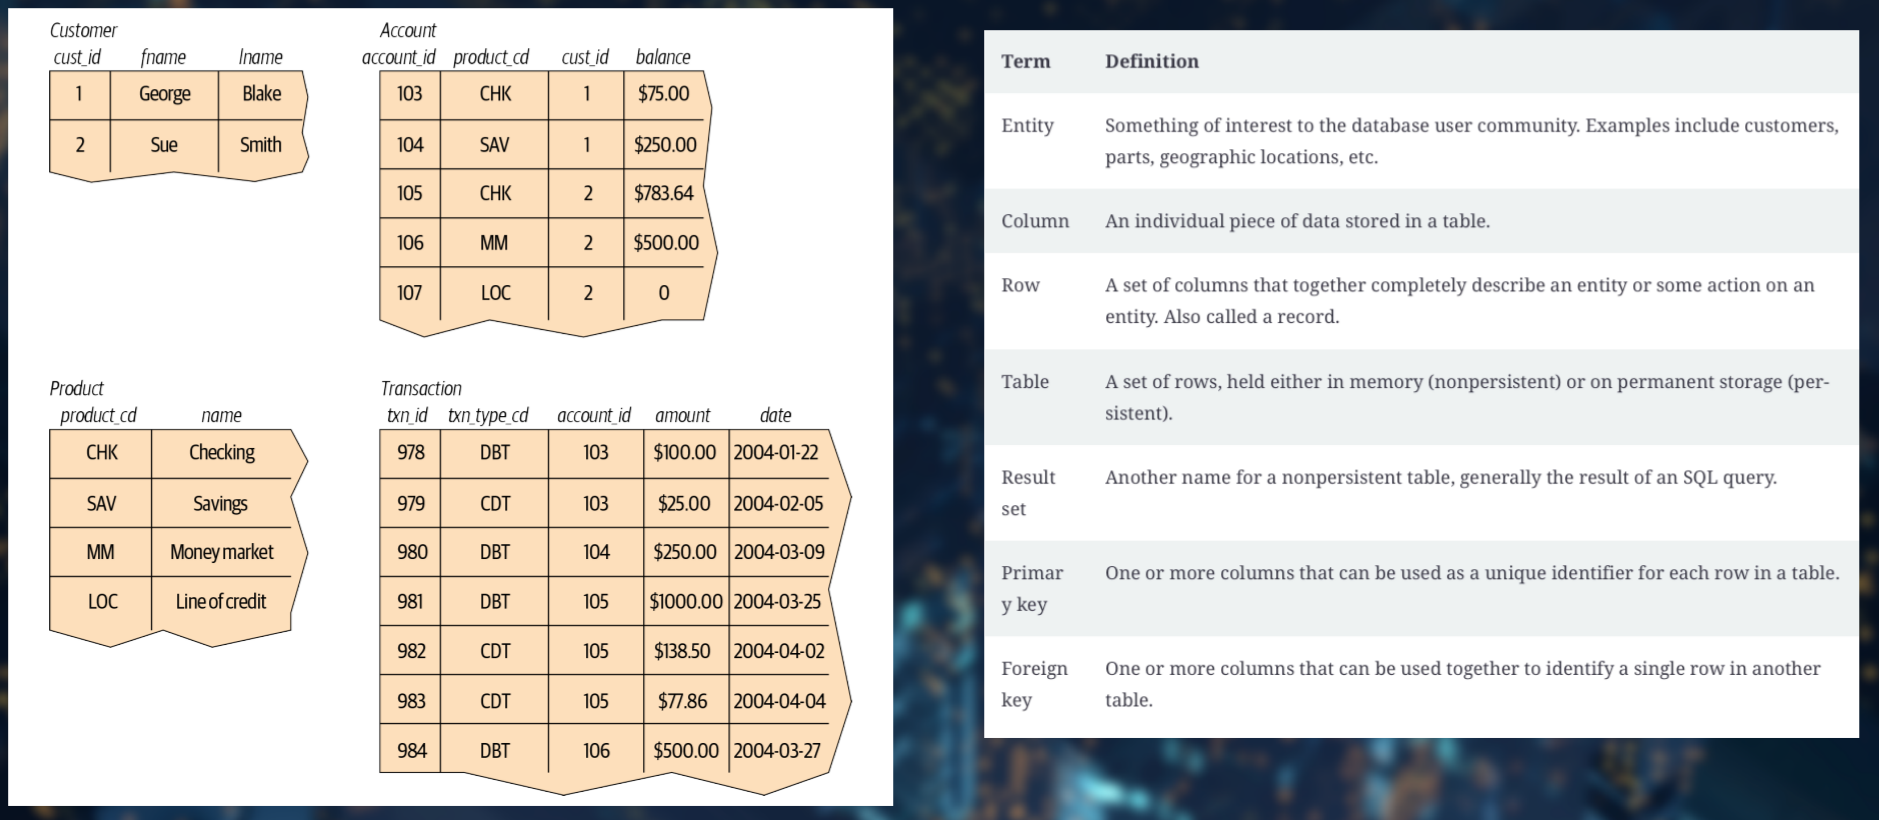 Customer
cust_id fname lname
1 George Blake
2 Sue Smith
Account
account_id product_cd cust_id balance
103 CHK 1 $75.00
104 SAV 1 $250.00
105 CHK 2 $783.64
106 MM 2 $500.00
107 LOC 2 0
Product
product_cd name
CHK Checking
SAV Savings
MM Money market
LOC Line of credit
Transaction
txn_id txn_type_cd account_id amount date
978 DBT 103 $100.00 2004-01-22
979 CDT 103 $25.00 2004-02-05
980 DBT 104 $250.00 2004-03-09
981 DBT 105 $1000.00 2004-03-25
982 CDT 105 $138.50 2004-04-02
983 CDT 105 $77.86 2004-04-04
984 DBT 106 $500.00 2004-03-27
Term Definition
Entity Something of interest to the database user community. Examples include customers,
parts, geographic locations, etc.
Column An individual piece of data stored in a table.
Row A set of columns that together completely describe an entity or some action on an
entity. Also called a record.
Table A set of rows, held either in memory (nonpersistent) or on permanent storage (per-
sistent).
Result Another name for a nonpersistent table, generally the result of an SQL query.
set
Primar One or more columns that can be used as a unique identifier for each row in a table.
y key
Foreign One or more columns that can be used together to identify a single row in another
key table.